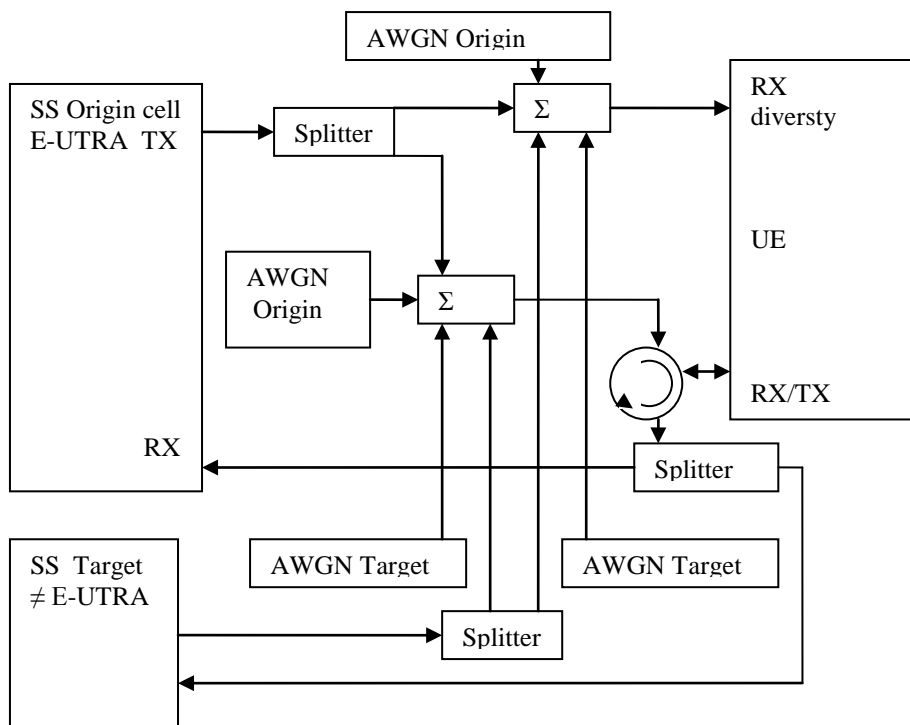 AWGN Origin
SS Origin cell
E-UTRA TX
Splitter
Σ
RX
diversty
UE
AWGN
Origin
Σ
RX/TX
RX
Splitter
AWGN Target
AWGN Target
SS Target
≠ E-UTRA
Splitter